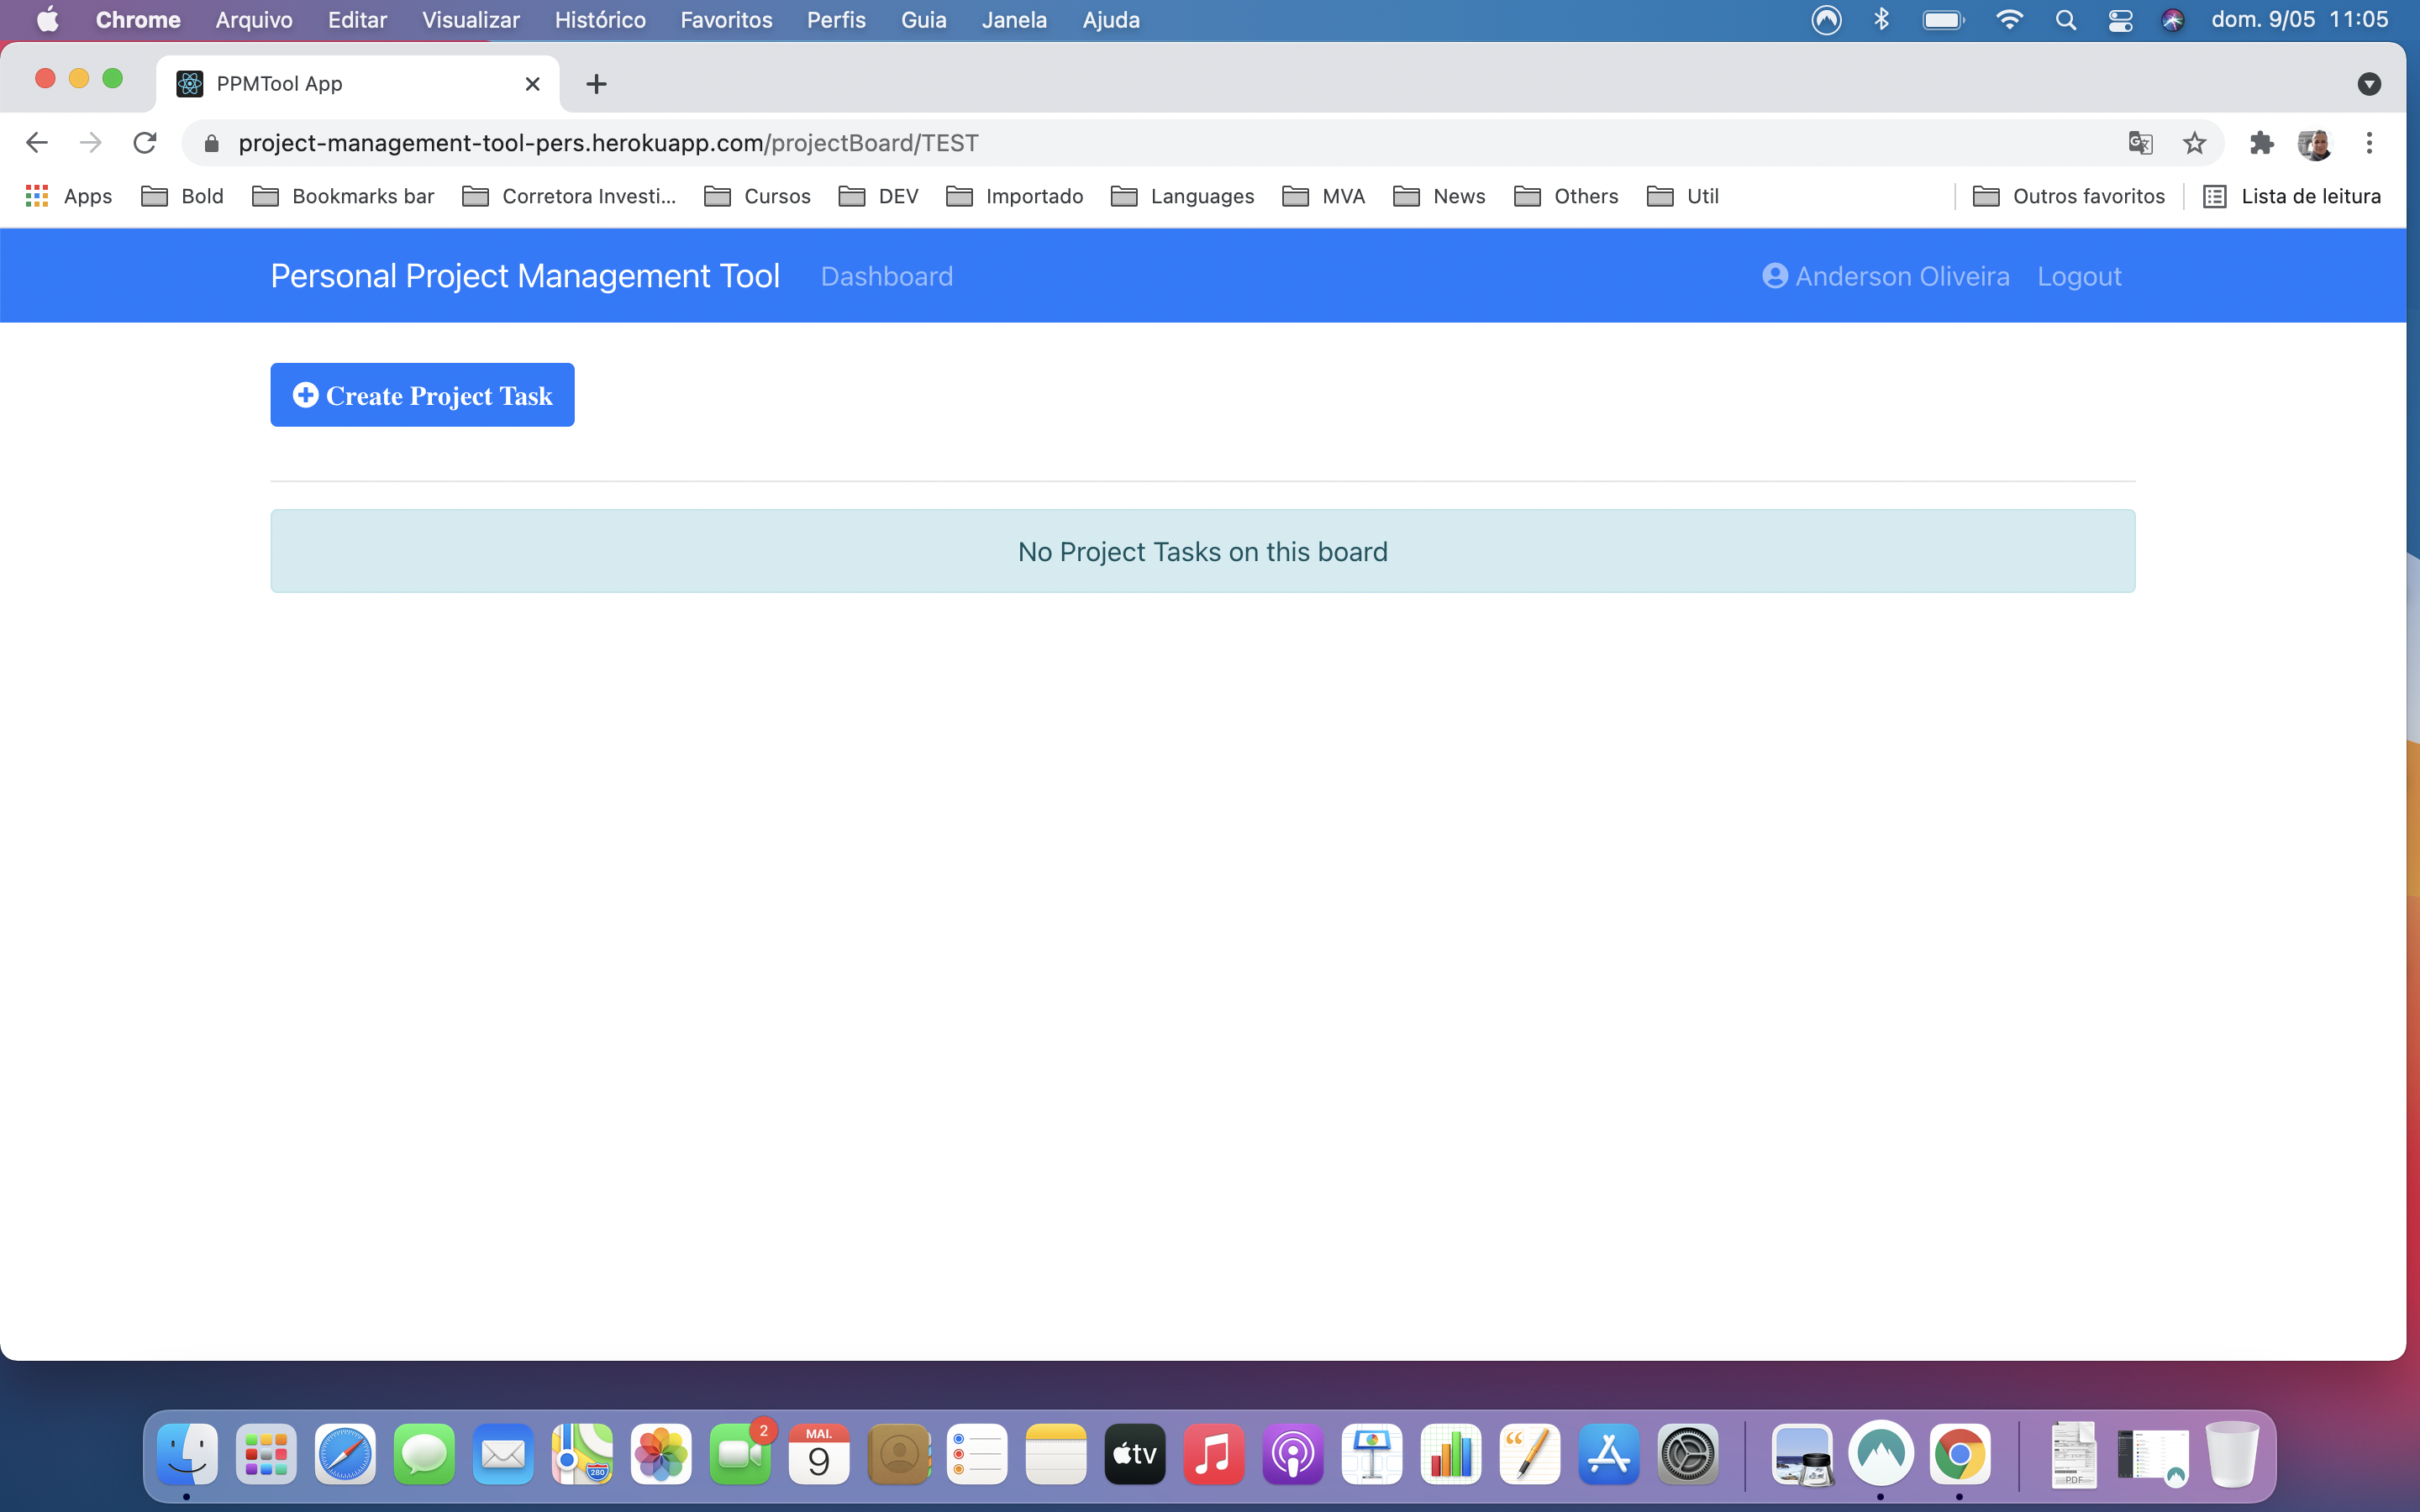 Chrome Arquivo Editar Visualizar Histórico Favoritos Perfis Guia Janela Ajuda dom. 9/05 11:05
PPMTool App
project-management-tool-pers.herokuapp.com/projectBoard/TEST
Apps Bold Bookmarks bar Corretora Investi... Cursos DEV Importado Languages MVA News Others Util Outros favoritos Lista de leitura
Personal Project Management Tool Dashboard Anderson Oliveira Logout
Create Project Task
No Project Tasks on this board
2
MAI.
9
tv
280
PDF